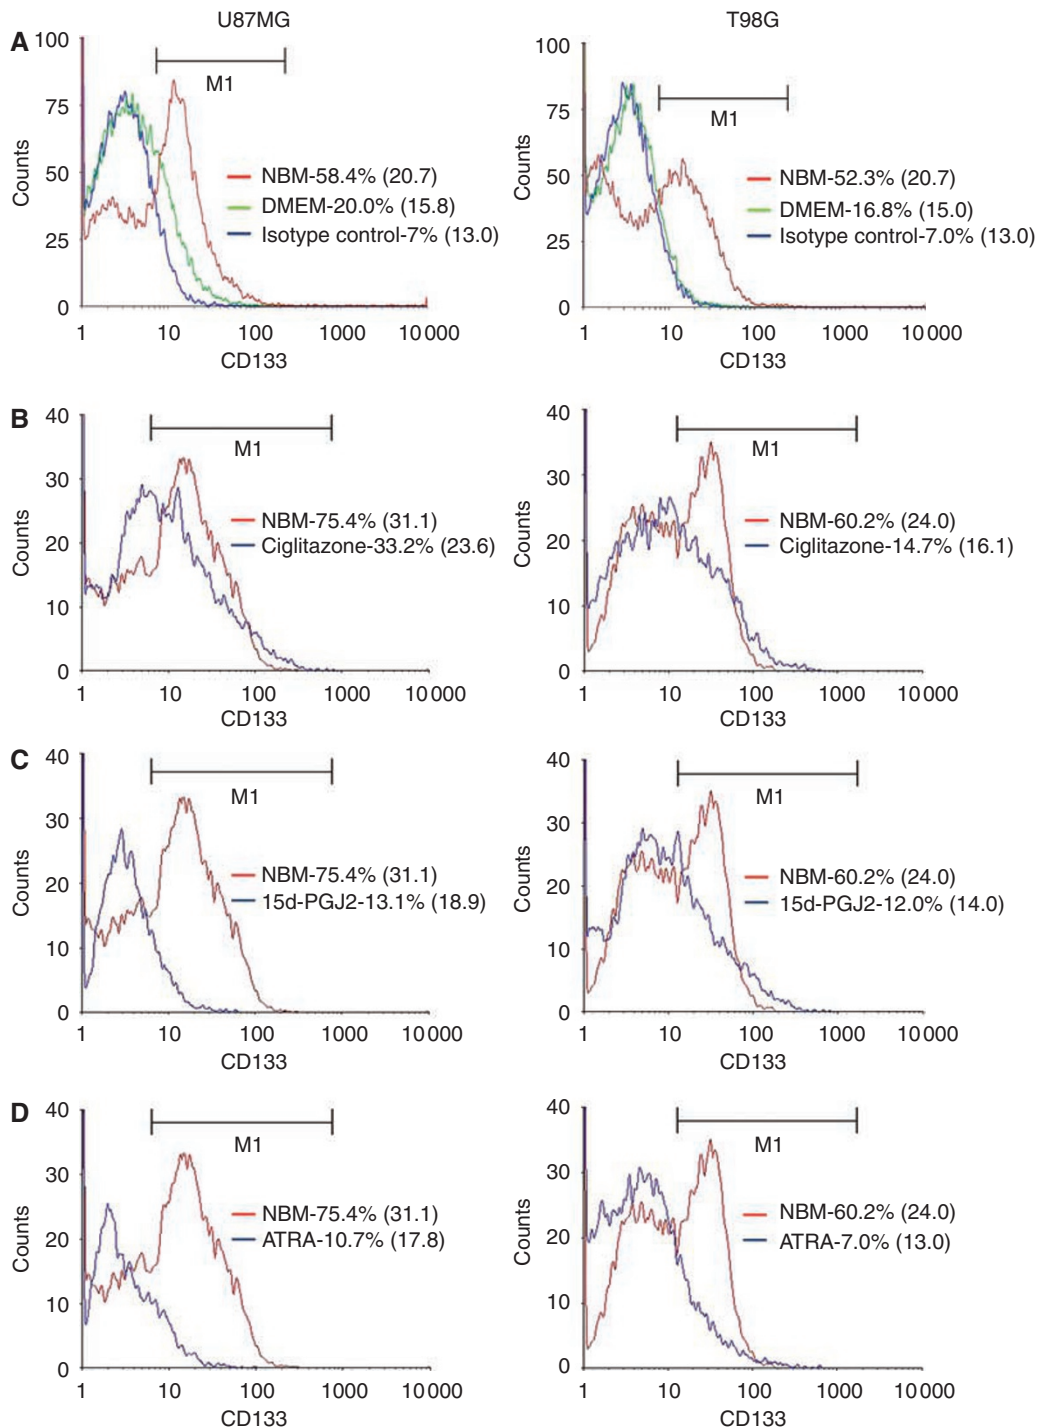 U87MG
T98G
A
100
75
50
25
0
Counts
M1
NBM-58.4% (20.7)
DMEM-20.0% (15.8)
Isotype control-7% (13.0)
1 10 100 1000 10 000
CD133
100
75
50
25
0
Counts
M1
NBM-52.3% (20.7)
DMEM-16.8% (15.0)
Isotype control-7.0% (13.0)
1 10 100 1000 10 000
CD133
B
40
30
20
10
0
Counts
M1
NBM-75.4% (31.1)
Ciglitazone-33.2% (23.6)
1 10 100 1000 10 000
CD133
40
30
20
10
0
Counts
M1
NBM-60.2% (24.0)
Ciglitazone-14.7% (16.1)
1 10 100 1000 10 000
CD133
C
40
30
20
10
0
Counts
M1
NBM-75.4% (31.1)
15d-PGJ2-13.1% (18.9)
1 10 100 1000 10 000
CD133
40
30
20
10
0
Counts
M1
NBM-60.2% (24.0)
15d-PGJ2-12.0% (14.0)
1 10 100 1000 10 000
CD133
D
40
30
20
10
0
Counts
M1
NBM-75.4% (31.1)
ATRA-10.7% (17.8)
1 10 100 1000 10 000
CD133
40
30
20
10
0
Counts
M1
NBM-60.2% (24.0)
ATRA-7.0% (13.0)
1 10 100 1000 10 000
CD133